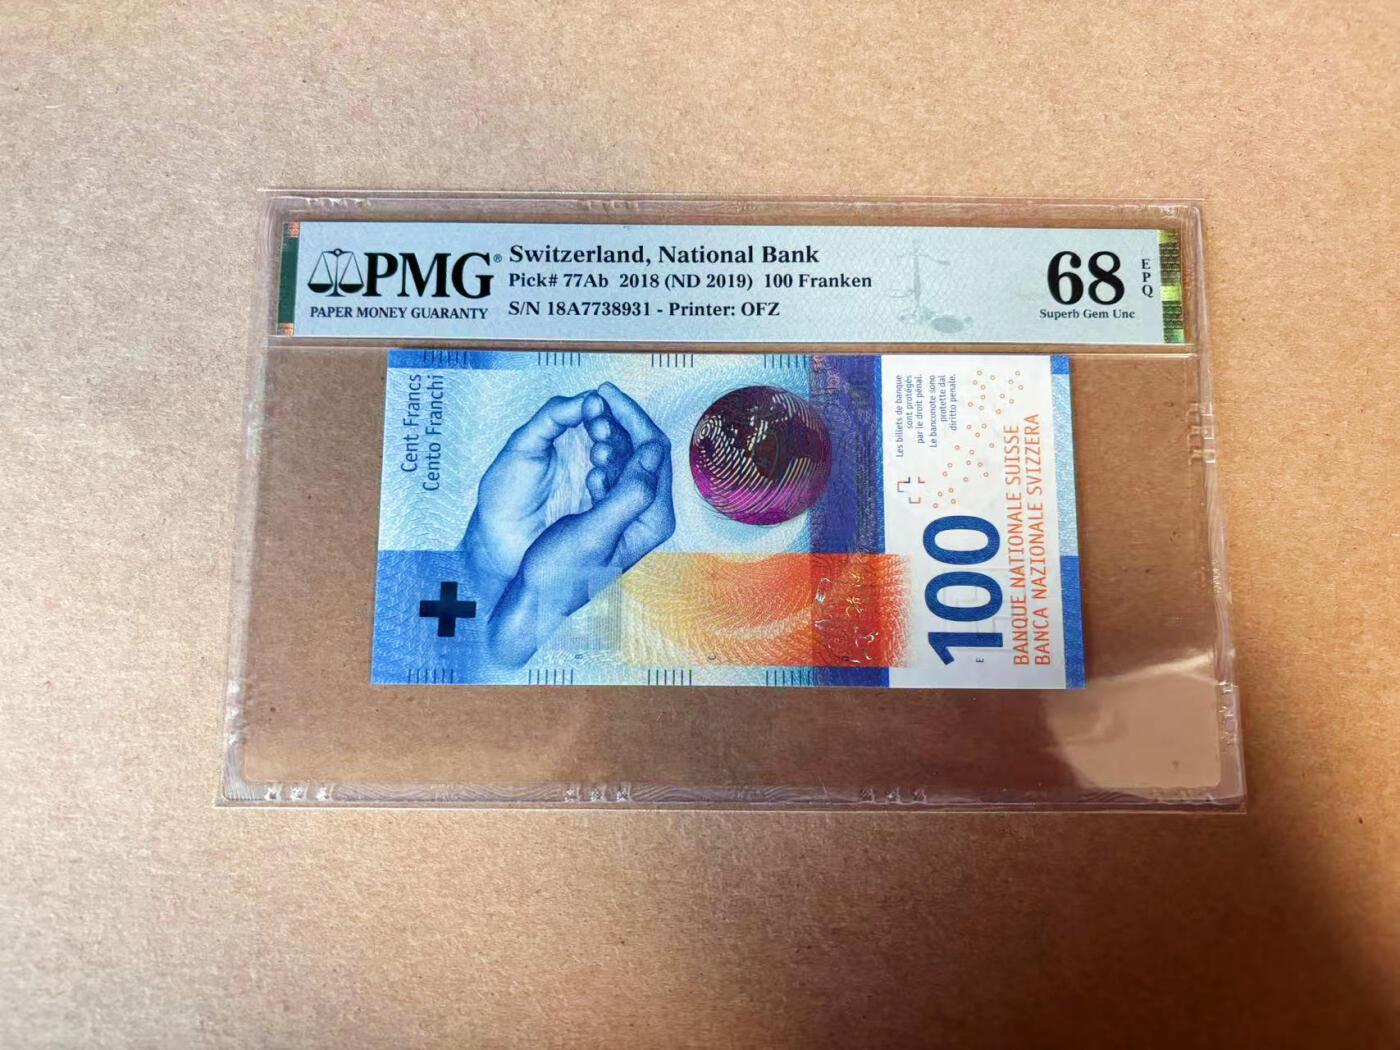 PMG®
PAPER MONEY GUARANTY
Switzerland, National Bank
Pick# 77Ab 2018 (ND 2019) 100 Franken
S/N 18A7738931 - Printer: OFZ
68
EPQ
Superb Gem Unc
Cent Francs
Cento Franchi
Les billets de banque
sont protégés
par le droit pénal.
Le banconote sono
protette dal
diritto penale.
100
E
BANQUE NATIONALE SUISSE
BANCA NAZIONALE SVIZZERA